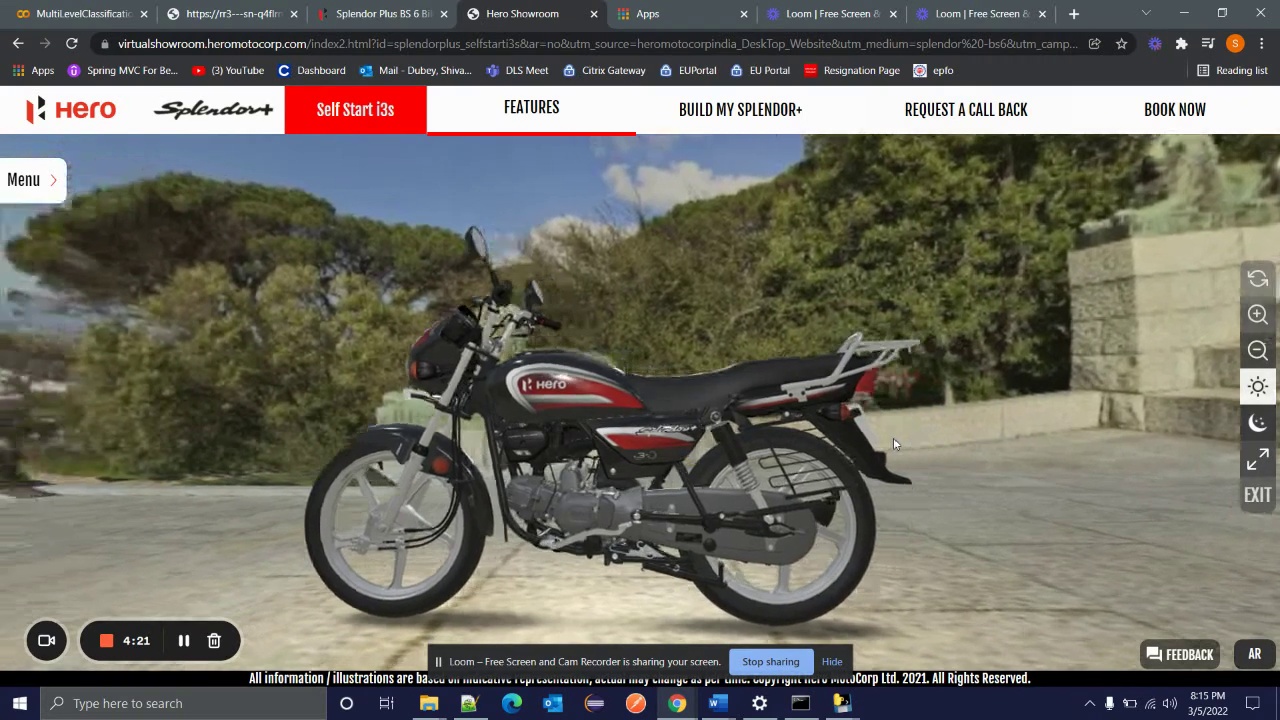 MultiLevelClassificati
https://rr3---sn-q4flrn
Splendor Plus BS 6 Bi
Hero Showroom
Apps
Loom | Free Screen &
Loom | Free Screen &
virtualshowroom.heromotocorp.com/index2.html?id=splendorplus_selfstarti3s&at=no&utm_source=heromotocorpindia_DeskTop_Website&utm_medium=splendor%20-bs6&utm_camp...
Apps
Spring MVC For Be...
(3) YouTube
Dashboard
Mail - Dubey, Shiva...
DLS Meet
Citrix Gateway
EUPortal
EU Portal
Resignation Page
epfo
Reading list
Hero
Splendor+
Self Start i3s
FEATURES
BUILD MY SPLENDOR+
REQUEST A CALL BACK
BOOK NOW
Menu
Hero
EXIT
4:21
Loom – Free Screen and Cam Recorder is sharing your screen.
Stop sharing
Hide
FEEDBACK
AR
All information / illustrations are based on indicative representation, actual may change as per time. Copyright Hero MotoCorp Ltd. 2021. All Rights Reserved.
Type here to search
8:15 PM
3/5/2022